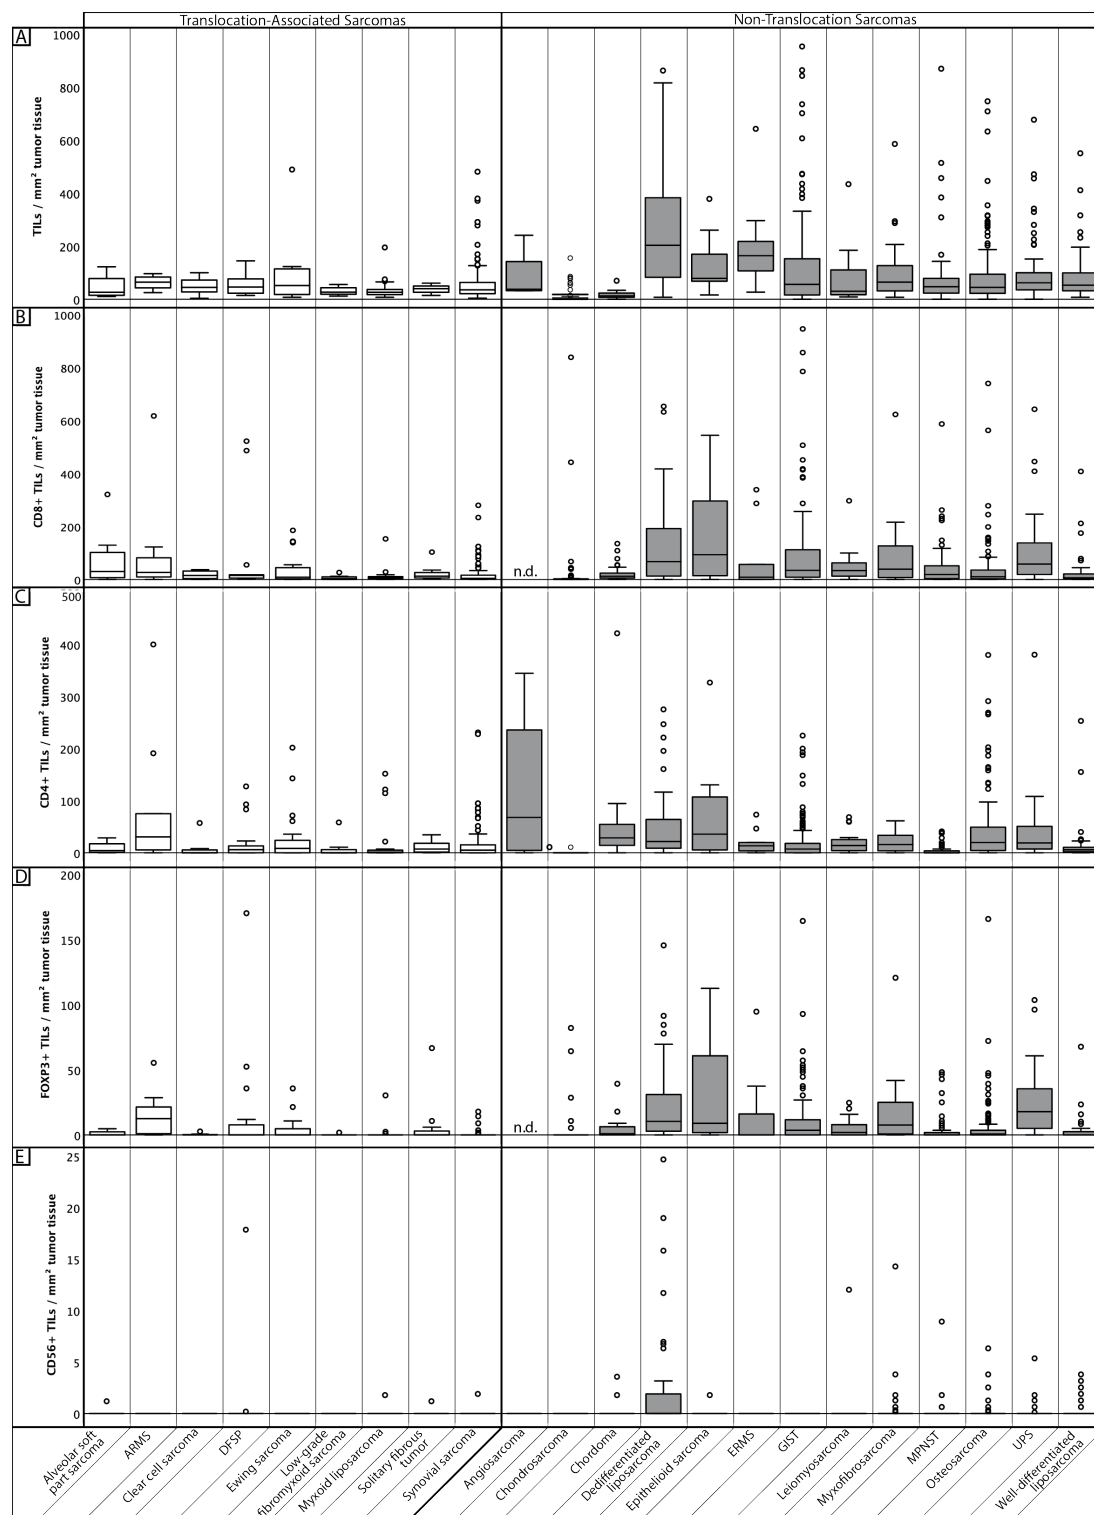 Translocation-Associated Sarcomas
Non-Translocation Sarcomas
A
TILs / mm² tumor tissue
1000
800
600
400
200
0
B
CD8+ TILs / mm² tumor tissue
1000
800
600
400
200
0
n.d.
C
CD4+ TILs / mm² tumor tissue
500
400
300
200
100
0
D
FOXP3+ TILs / mm² tumor tissue
200
150
100
50
0
n.d.
E
CD56+ TILs / mm² tumor tissue
25
20
15
10
5
0
Alveolar soft
part sarcoma
ARMS
Clear cell sarcoma
DFSP
Ewing sarcoma
Low-grade
fibromyxoid sarcoma
Myxoid liposarcoma
Solitary fibrous
tumor
Synovial sarcoma
Angiosarcoma
Chondrosarcoma
Chordoma
Dedifferentiated
liposarcoma
Epithelioid sarcoma
ERMS
GIST
Leiomyosarcoma
Myxofibrosarcoma
MPNST
Osteosarcoma
UPS
Well-differentiated
liposarcoma